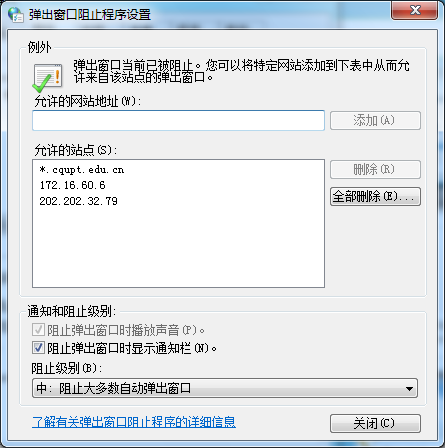 弹出窗口阻止程序设置
例外
弹出窗口当前已被阻止。您可以将特定网站添加到下表中从而允
许来自该站点的弹出窗口。
允许的网站地址(W):
添加(A)
允许的站点(S):
*.cqupt.edu.cn
172.16.60.6
202.202.32.79
删除(R)
全部删除(E)...
通知和阻止级别:
阻止弹出窗口时播放声音(P)。
阻止弹出窗口时显示通知栏(N)。
阻止级别(B):
中: 阻止大多数自动弹出窗口
了解有关弹出窗口阻止程序的详细信息
关闭(C)